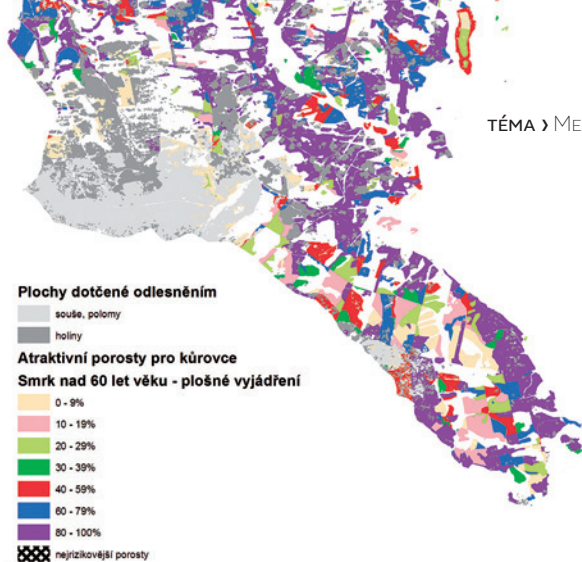 TÉMA › ME
Plochy dotčené odlesněním
souše, polomy
holiny
Atraktivní porosty pro kůrovce
Smrk nad 60 let věku - plošné vyjádření
0 - 9%
10 - 19%
20 - 29%
30 - 39%
40 - 59%
60 - 79%
80 - 100%
nejrizikovější porosty